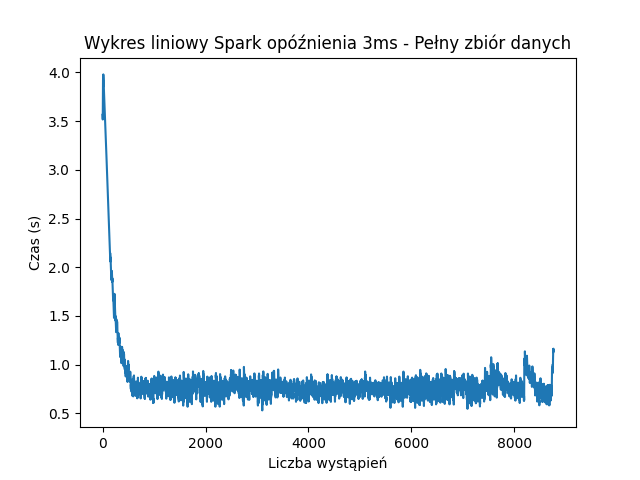 Wykres liniowy Spark opóźnienia 3ms - Pełny zbiór danych
4.0
3.5
3.0
2.5
2.0
1.5
1.0
0.5
Czas (s)
0 2000 4000 6000 8000
Liczba wystąpień